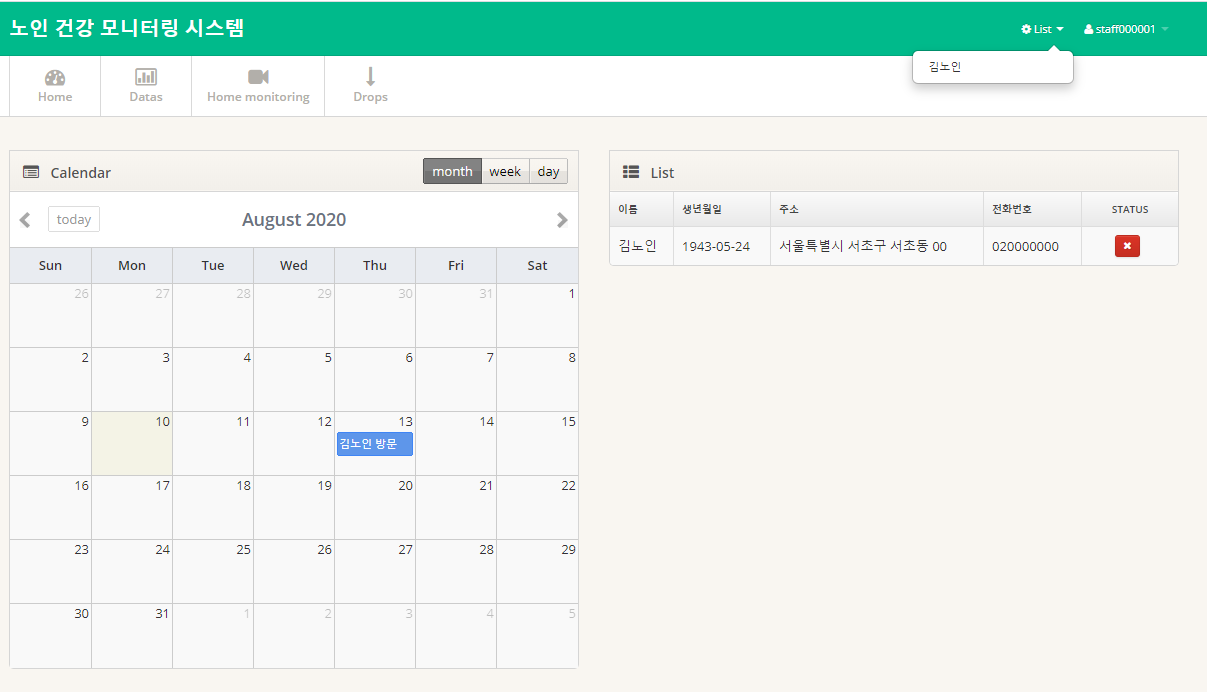 노인 건강 모니터링 시스템
List
staff000001
김노인
Home
Datas
Home monitoring
Drops
Calendar
month week day
today
August 2020
Sun Mon Tue Wed Thu Fri Sat
26 27 28 29 30 31 1
2 3 4 5 6 7 8
9 10 11 12 13 14 15
김노인 방문
16 17 18 19 20 21 22
23 24 25 26 27 28 29
30 31 1 2 3 4 5
List
이름 생년월일 주소 전화번호 STATUS
김노인 1943-05-24 서울특별시 서초구 서초동 00 020000000